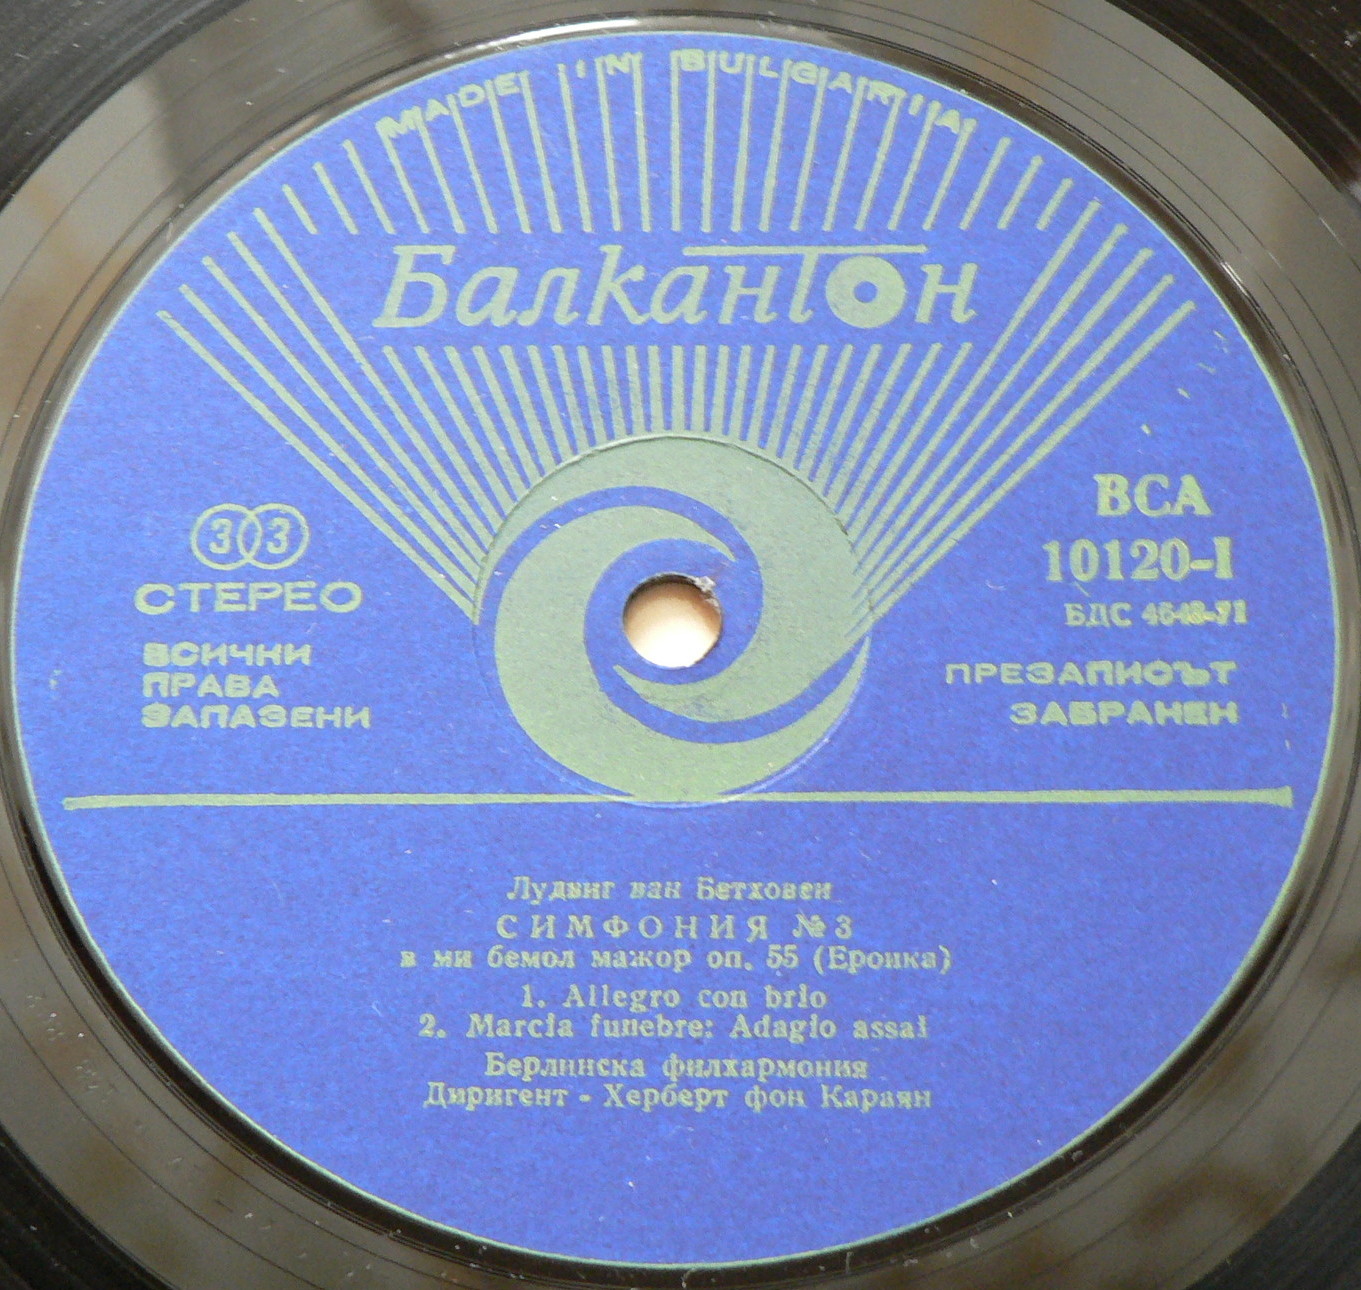 MADE IN BULGARIA
Балкантон
33
СТЕРЕО
ВСИЧКИ
ПРАВА
ЗАПАЗЕНИ
ВСА
10120-I
БДС 4648-71
ПРЕЗАПИСЪТ
ЗАБРАНЕН
Лудвиг ван Бетховен
СИМФОНИЯ №3
в ми бемол мажор оп. 55 (Ероика)
1. Allegro con brio
2. Marcia funebre: Adagio assai
Берлинска филхармония
Диригент - Херберт фон Караян